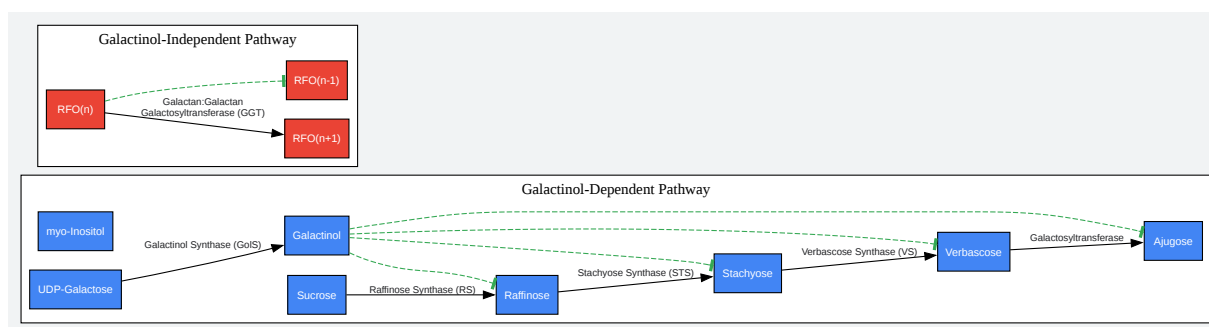 Galactinol-Independent Pathway
RFO(n-1)
RFO(n)
Galactan:Galactan
Galactosyltransferase (GGT)
RFO(n+1)
Galactinol-Dependent Pathway
myo-Inositol
Galactinol Synthase (GolS)
Galactinol
UDP-Galactose
Sucrose
Raffinose Synthase (RS)
Raffinose
Stachyose Synthase (STS)
Stachyose
Verbascose Synthase (VS)
Verbascose
Galactosyltransferase
Ajugose